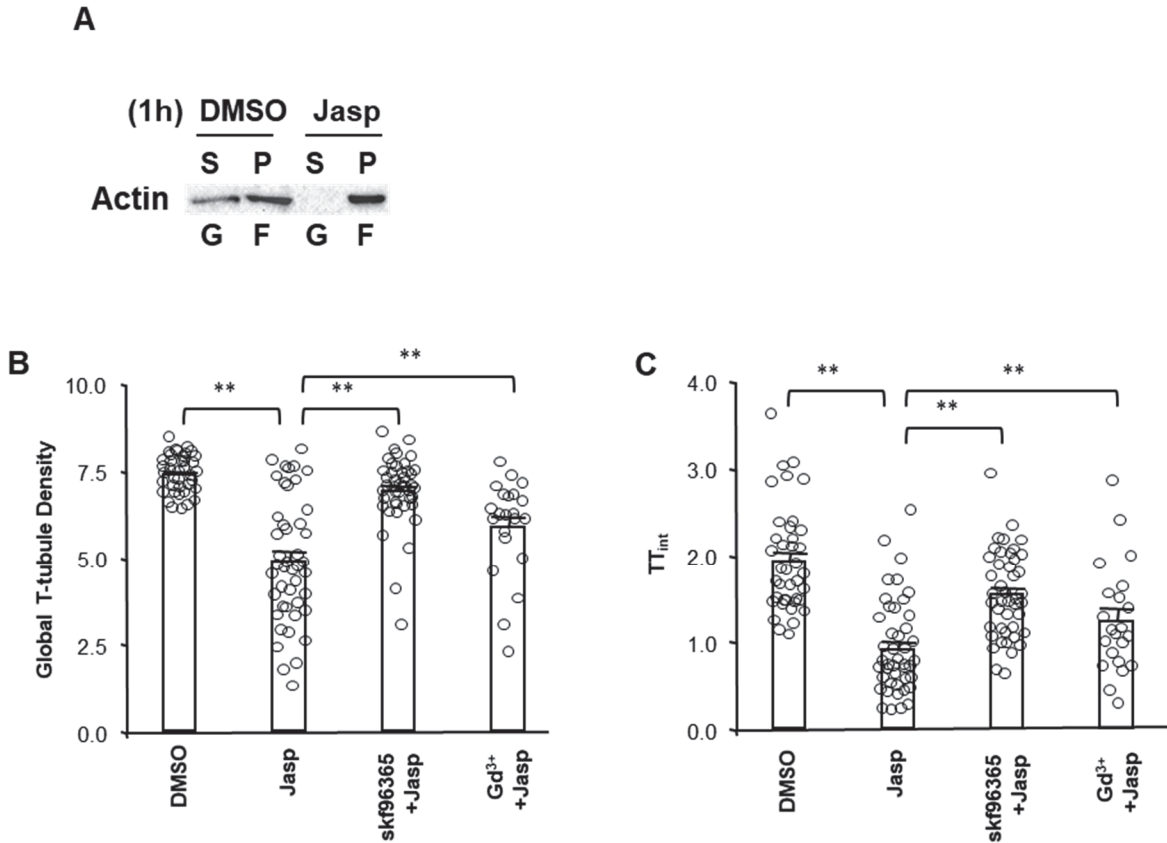 A
(1h) DMSO Jasp
S P S P
Actin
G F G F
B
**
**
**
Global T-tubule Density
10.0
7.5
5.0
2.5
0.0
DMSO
Jasp
skf96365
+Jasp
Gd³⁺
+Jasp
C
**
**
**
TTint
4.0
3.0
2.0
1.0
0.0
DMSO
Jasp
skf96365
+Jasp
Gd³⁺
+Jasp